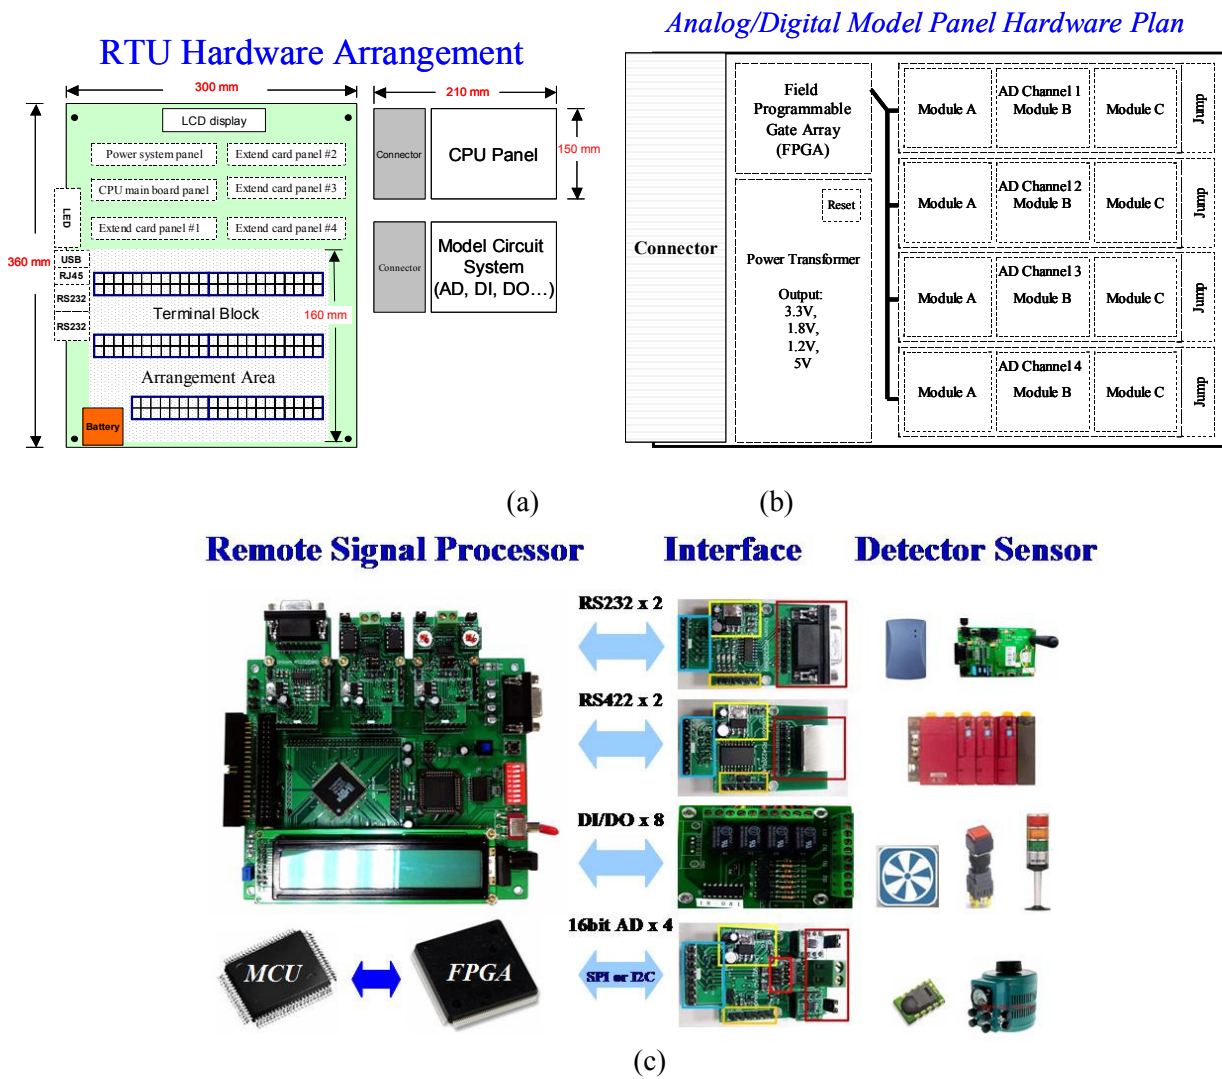 RTU Hardware Arrangement
300 mm
210 mm
LCD display
Power system panel
Extend card panel #2
CPU main board panel
Extend card panel #3
Extend card panel #1
Extend card panel #4
LED
USB
RJ45
RS232
RS232
360 mm
Terminal Block
160 mm
Arrangement Area
Battery
Connector
CPU Panel
150 mm
Connector
Model Circuit
System
(AD, DI, DO…)
(a)
Analog/Digital Model Panel Hardware Plan
Connector
Field
Programmable
Gate Array
(FPGA)
Reset
Power Transformer
Output:
3.3V,
1.8V,
1.2V,
5V
AD Channel 1
Module A
Module B
Module C
Jump
AD Channel 2
Module A
Module B
Module C
Jump
AD Channel 3
Module A
Module B
Module C
Jump
AD Channel 4
Module A
Module B
Module C
Jump
(b)
Remote Signal Processor
Interface
Detector Sensor
RS232 x 2
RS422 x 2
DI/DO x 8
16bit AD x 4
SPI or I2C
MCU
FPGA
(c)